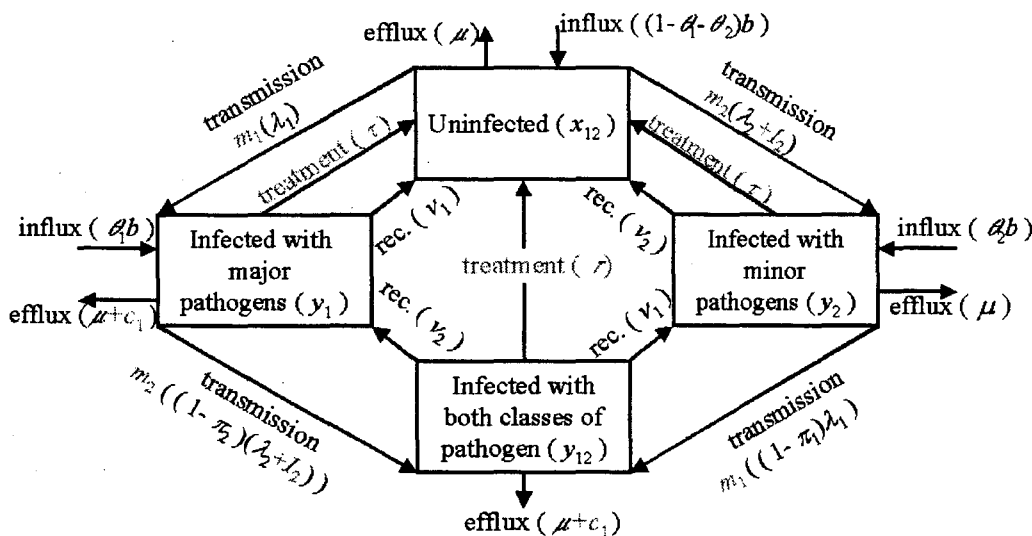 efflux ( μ )
influx ((1- θ1- θ2)b)
transmission
m1(λ1)
transmission
m2(λ2+I2)
Uninfected ( x12 )
treatment ( τ )
treatment ( τ )
rec. (ν1)
rec. (ν2)
influx ( θ1b )
influx ( θ2b )
Infected with
major
pathogens ( y1 )
treatment ( τ )
Infected with
minor
pathogens ( y2 )
efflux ( μ+c1 )
efflux ( μ )
rec. (ν2)
rec. (ν1)
transmission
m2 ((1- π2)(λ2+I2))
Infected with
both classes of
pathogen ( y12 )
transmission
m1 ((1- π1)λ1)
efflux ( μ+c1 )